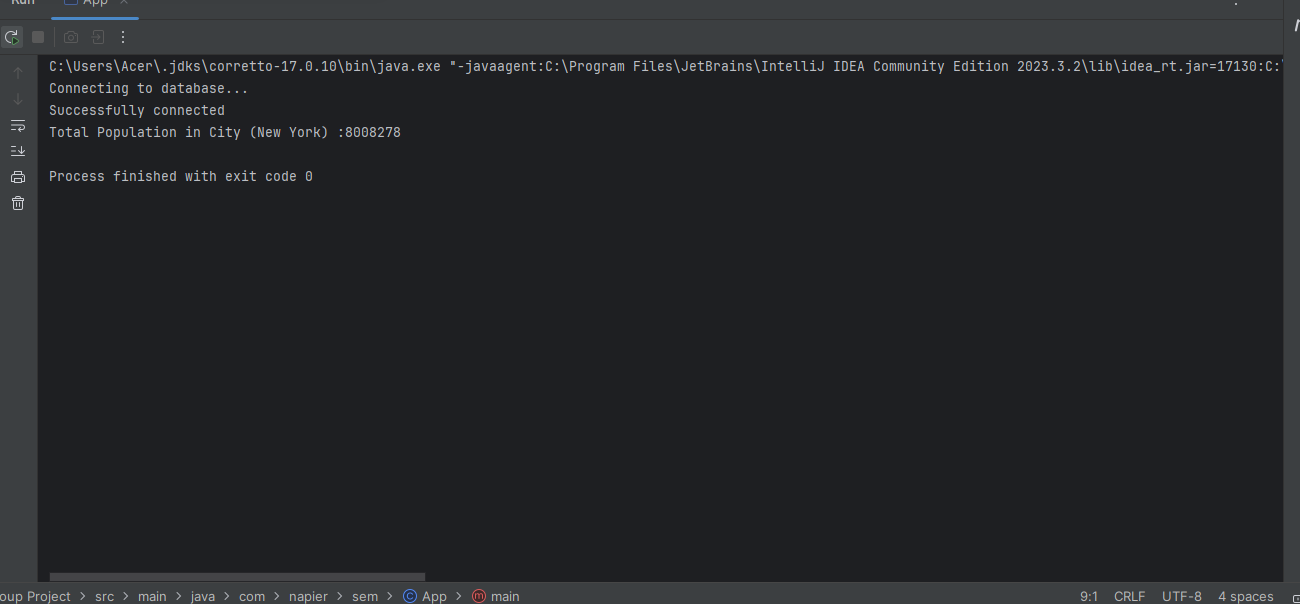 Run App
C:\Users\Acer\.jdks\corretto-17.0.10\bin\java.exe "-javaagent:C:\Program Files\JetBrains\IntelliJ IDEA Community Edition 2023.3.2\lib\idea_rt.jar=17130:C:\
Connecting to database...
Successfully connected
Total Population in City (New York) :8008278
Process finished with exit code 0
oup Project > src > main > java > com > napier > sem > App > main 9:1 CRLF UTF-8 4 spaces